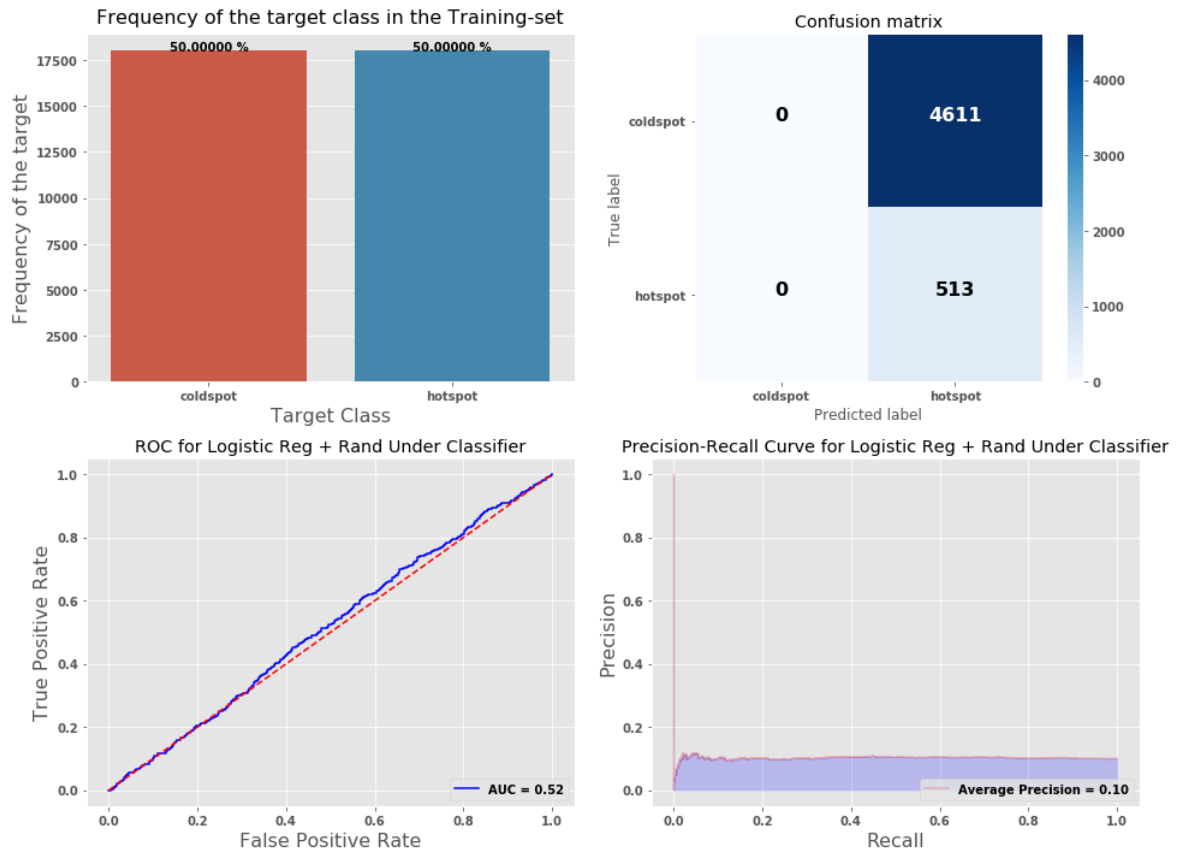 Frequency of the target class in the Training-set
50.00000 %
50.00000 %
17500
15000
12500
10000
7500
5000
2500
0
Frequency of the target
coldspot
hotspot
Target Class
Confusion matrix
coldspot
hotspot
True label
0
4611
0
513
coldspot
hotspot
Predicted label
4000
3000
2000
1000
0
ROC for Logistic Reg + Rand Under Classifier
1.0
0.8
0.6
0.4
0.2
0.0
True Positive Rate
AUC = 0.52
0.0
0.2
0.4
0.6
0.8
1.0
False Positive Rate
Precision-Recall Curve for Logistic Reg + Rand Under Classifier
1.0
0.8
0.6
0.4
0.2
0.0
Precision
Average Precision = 0.10
0.0
0.2
0.4
0.6
0.8
1.0
Recall